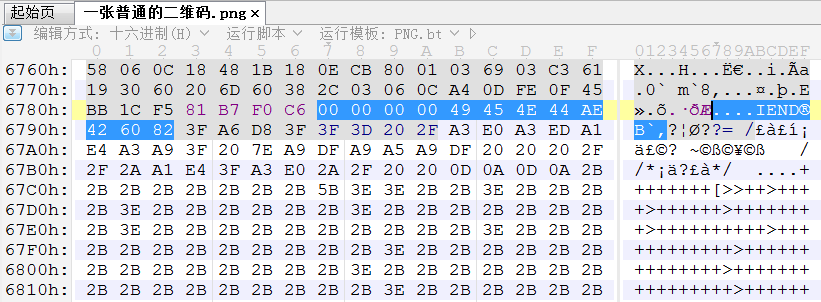 起始页 一张普通的二维码.png ×
编辑方式: 十六进制(H) 运行脚本 运行模板: PNG.bt
0 1 2 3 4 5 6 7 8 9 A B C D E F 0123456789ABCDEF
6760h: 58 06 0C 18 48 1B 18 0E CB 80 01 03 69 03 C3 61 X...H...Ë€..i.Ãa
6770h: 19 30 60 20 6D 60 38 2C 03 06 0C A4 0D FE 0F 45 .0` m`8,...¤.þ.E
6780h: BB 1C F5 81 B7 F0 C6 00 00 00 00 49 45 4E 44 AE ».õ.·ðÆ....IEND®
6790h: 42 60 82 3F A6 D8 3F 3F 3D 20 2F A3 E0 A3 ED A1 B`‚?¦Ø??= /£à£í¡
67A0h: E4 A3 A9 3F 20 7E A9 DF A9 A5 A9 DF 20 20 20 2F ä£©? ~©ß©¥©ß /
67B0h: 2F 2A A1 E4 3F A3 E0 2A 2F 20 20 0D 0A 0D 0A 2B /*¡ä?£à*/ ....+
67C0h: 2B 2B 2B 2B 2B 2B 2B 5B 3E 3E 2B 2B 3E 2B 2B 2B +++++++[>>++>+++
67D0h: 2B 3E 2B 2B 2B 2B 2B 2B 3E 2B 2B 2B 2B 2B 2B 2B +>++++++>+++++++
67E0h: 2B 2B 3E 2B 2B 2B 2B 2B 2B 2B 2B 2B 3E 2B 2B 2B ++>+++++++++>+++
67F0h: 2B 2B 2B 2B 2B 2B 2B 2B 2B 3E 2B 2B 2B 2B 2B 2B +++++++++>++++++
6800h: 2B 2B 2B 2B 2B 2B 2B 2B 3E 2B 2B 2B 2B 2B 2B 2B ++++++++>+++++++
6810h: 2B 2B 2B 2B 2B 2B 2B 2B 2B 3E 2B 2B 2B 2B 2B 2B +++++++++>++++++